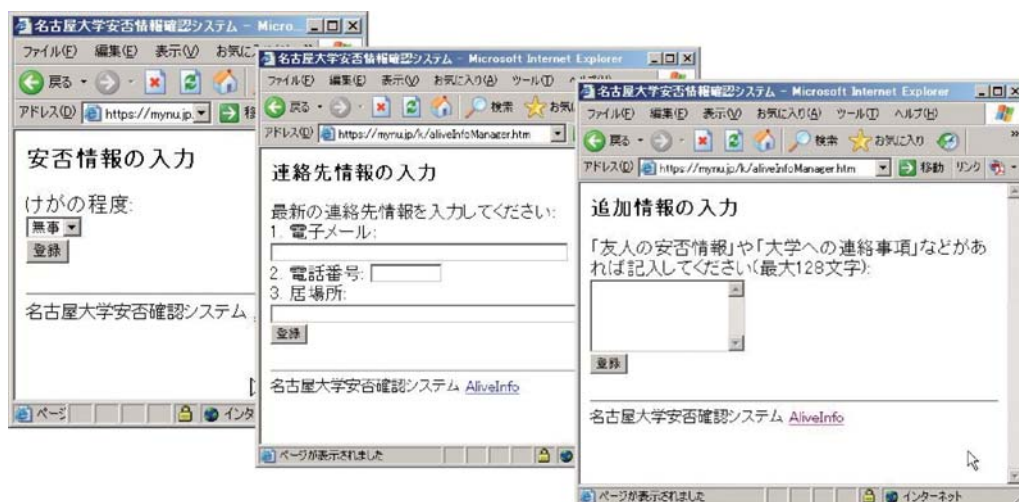 名古屋大学安否情報確認システム - Micro...
ファイル(F) 編集(E) 表示(V) お気に
戻る
アドレス(D) https://mynu.jp.
安否情報の入力
けがの程度:
無事
登録
名古屋大学安否確認システム
ページ
インタ
名古屋大学安否情報確認システム - Microsoft Internet Explorer
ファイル(F) 編集(E) 表示(V) お気に入り(A) ツール(T)
戻る 検索 お気
アドレス(D) https://mynu.jp/k/aliveInfoManager.htm
連絡先情報の入力
最新の連絡先情報を入力してください:
1. 電子メール:
2. 電話番号:
3. 居場所:
登録
名古屋大学安否確認システム AliveInfo
ページが表示されました
名古屋大学安否情報確認システム - Microsoft Internet Explorer
ファイル(F) 編集(E) 表示(V) お気に入り(A) ツール(T) ヘルプ(H)
戻る 検索 お気に入り
アドレス(D) https://mynu.jp/k/aliveInfoManager.htm 移動 リンク
追加情報の入力
「友人の安否情報」や「大学への連絡事項」などがあ
れば記入してください(最大128文字):
登録
名古屋大学安否確認システム AliveInfo
ページが表示されました インターネット